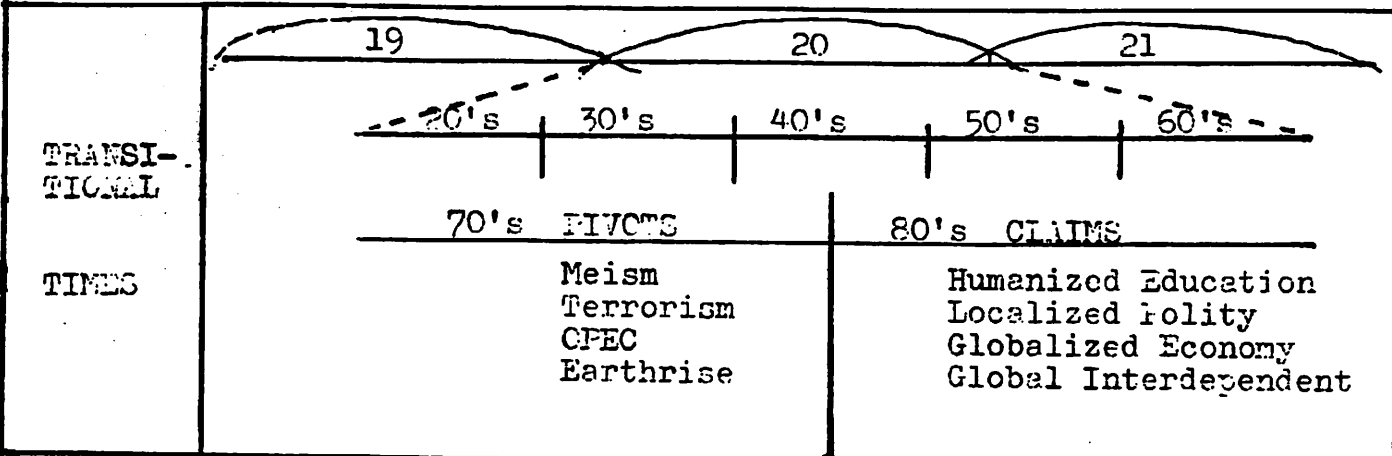 19 20 21
20's 30's 40's 50's 60's
TRANSI-
TIONAL
70's PIVOTS 80's CLAIMS
TIMES
Meism Humanized Education
Terrorism Localized Polity
OPEC Globalized Economy
Earthrise Global Interdependent